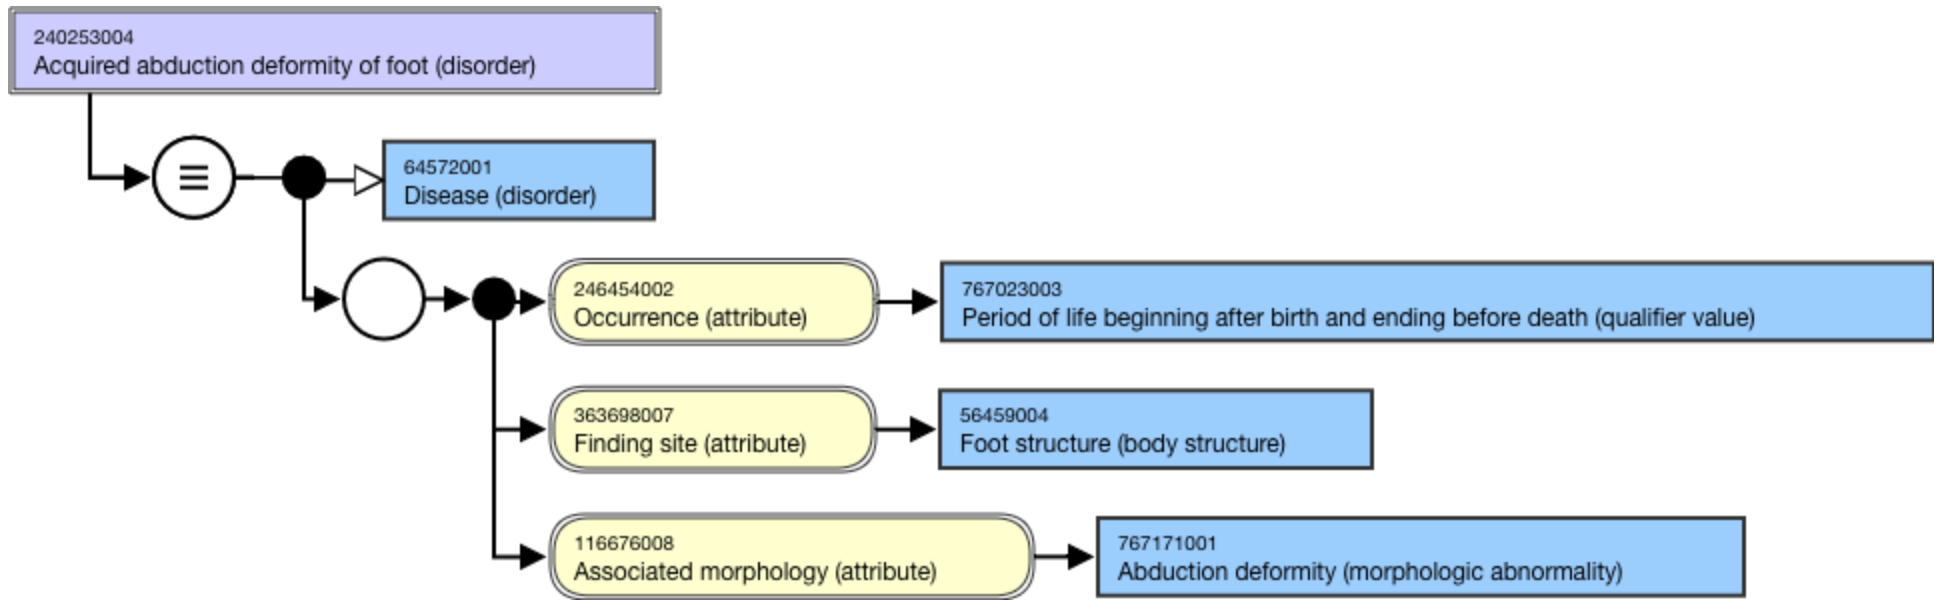 240253004
Acquired abduction deformity of foot (disorder)
64572001
Disease (disorder)
246454002
Occurrence (attribute)
767023003
Period of life beginning after birth and ending before death (qualifier value)
363698007
Finding site (attribute)
56459004
Foot structure (body structure)
116676008
Associated morphology (attribute)
767171001
Abduction deformity (morphologic abnormality)